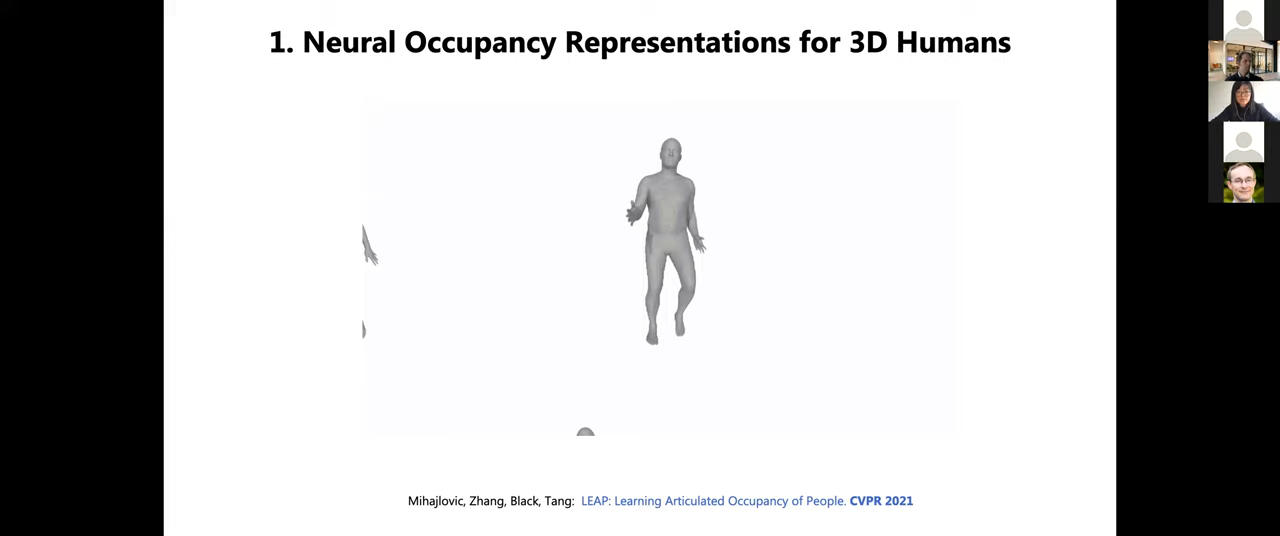 1. Neural Occupancy Representations for 3D Humans
Mihajlovic, Zhang, Black, Tang: LEAP: Learning Articulated Occupancy of People. CVPR 2021